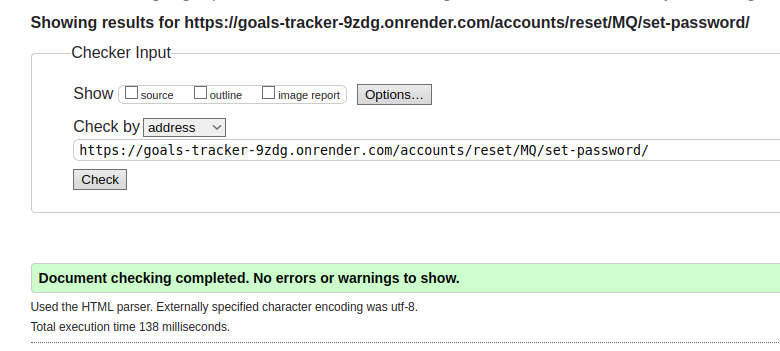 Showing results for https://goals-tracker-9zdg.onrender.com/accounts/reset/MQ/set-password/
Checker Input
Show source outline image report Options...
Check by address
https://goals-tracker-9zdg.onrender.com/accounts/reset/MQ/set-password/
Check
Document checking completed. No errors or warnings to show.
Used the HTML parser. Externally specified character encoding was utf-8.
Total execution time 138 milliseconds.